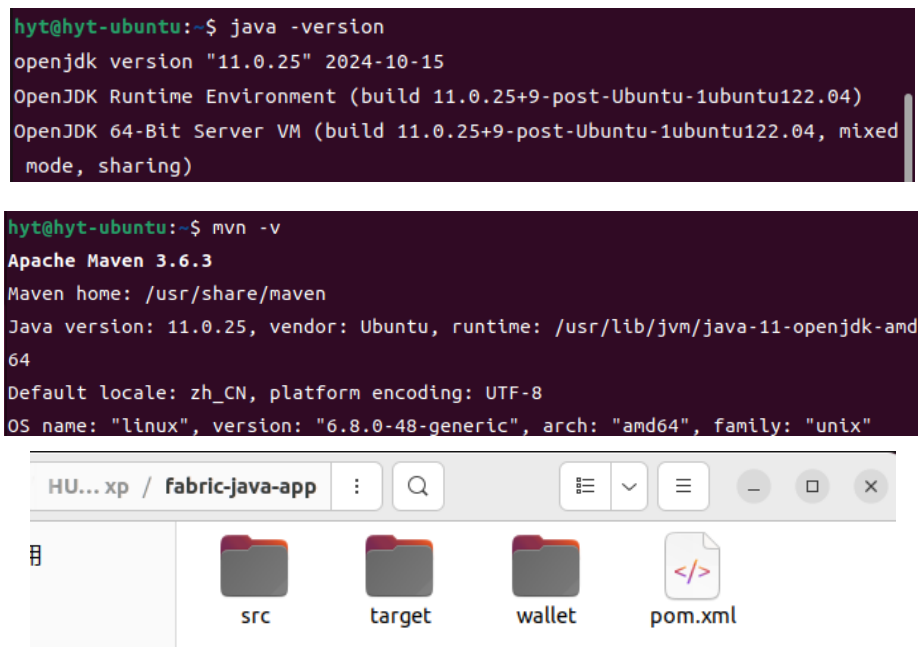 hyt@hyt-ubuntu:~$ java -version
openjdk version "11.0.25" 2024-10-15
OpenJDK Runtime Environment (build 11.0.25+9-post-Ubuntu-1ubuntu122.04)
OpenJDK 64-Bit Server VM (build 11.0.25+9-post-Ubuntu-1ubuntu122.04, mixed
mode, sharing)
hyt@hyt-ubuntu:~$ mvn -v
Apache Maven 3.6.3
Maven home: /usr/share/maven
Java version: 11.0.25, vendor: Ubuntu, runtime: /usr/lib/jvm/java-11-openjdk-amd
64
Default locale: zh_CN, platform encoding: UTF-8
OS name: "linux", version: "6.8.0-48-generic", arch: "amd64", family: "unix"
HU... xp / fabric-java-app
用
src target wallet pom.xml